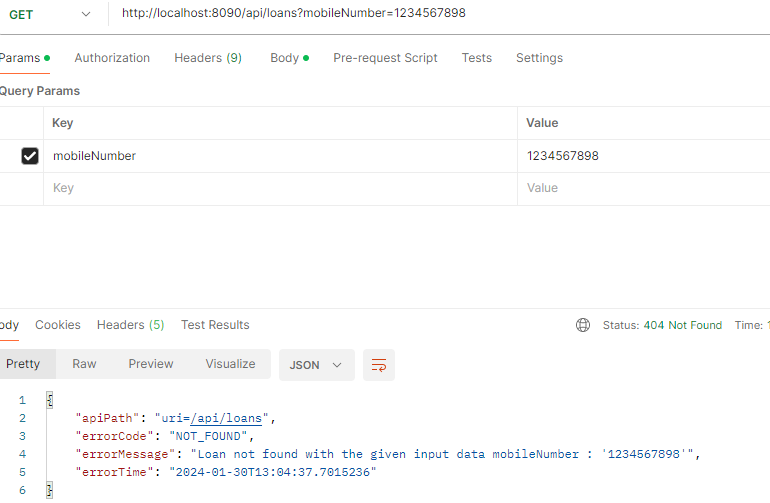 GET http://localhost:8090/api/loans?mobileNumber=1234567898
Params Authorization Headers (9) Body Pre-request Script Tests Settings
Query Params
Key Value
mobileNumber 1234567898
Key Value
ody Cookies Headers (5) Test Results Status: 404 Not Found Time: 1
Pretty Raw Preview Visualize JSON
1 {
2 "apiPath": "uri=/api/loans",
3 "errorCode": "NOT_FOUND",
4 "errorMessage": "Loan not found with the given input data mobileNumber : '1234567898'",
5 "errorTime": "2024-01-30T13:04:37.7015236"
6 }